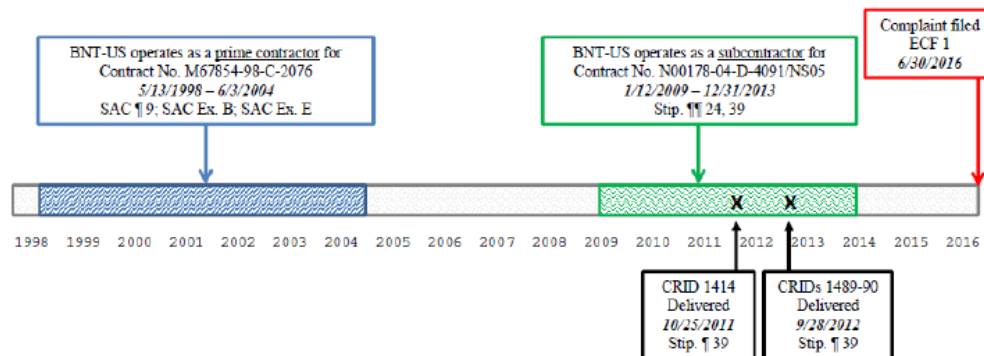 Complaint filed
ECF 1
6/30/2016
BNT-US operates as a prime contractor for
Contract No. M67854-98-C-2076
5/13/1998 – 6/3/2004
SAC ¶ 9; SAC Ex. B; SAC Ex. E
BNT-US operates as a subcontractor for
Contract No. N00178-04-D-4091/NS05
1/12/2009 – 12/31/2013
Stip. ¶¶ 24, 39
X X
1998 1999 2000 2001 2002 2003 2004 2005 2006 2007 2008 2009 2010 2011 2012 2013 2014 2015 2016
CRID 1414
Delivered
10/25/2011
Stip. ¶ 39
CRIDs 1489-90
Delivered
9/28/2012
Stip. ¶ 39